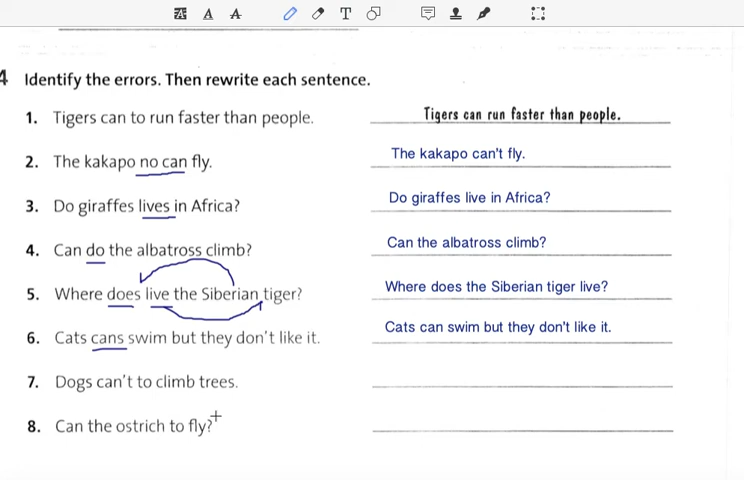 4 Identify the errors. Then rewrite each sentence.
1. Tigers can to run faster than people. Tigers can run faster than people.
2. The kakapo no can fly. The kakapo can't fly.
3. Do giraffes lives in Africa? Do giraffes live in Africa?
4. Can do the albatross climb? Can the albatross climb?
5. Where does live the Siberian tiger? Where does the Siberian tiger live?
6. Cats cans swim but they don't like it. Cats can swim but they don't like it.
7. Dogs can't to climb trees.
8. Can the ostrich to fly?